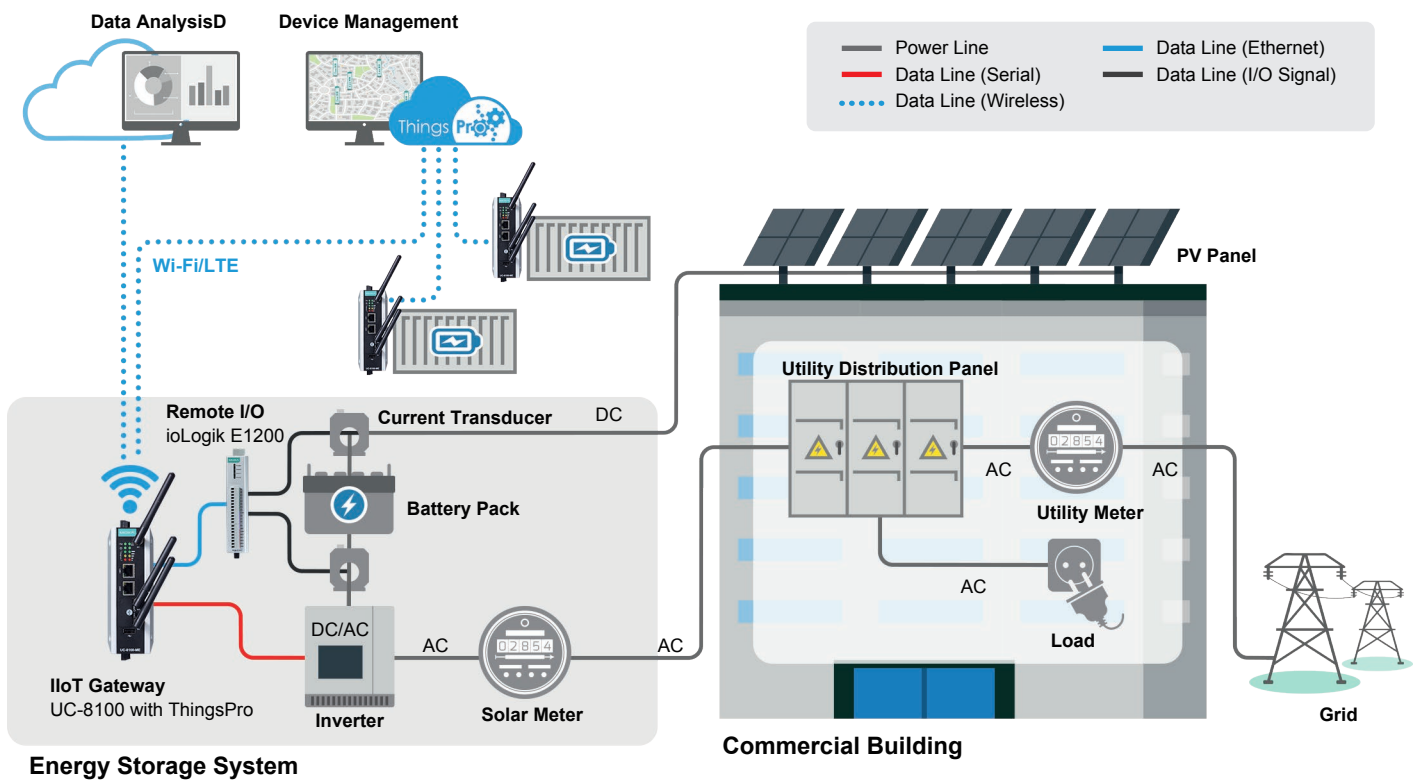 Data AnalysisD
Device Management
Power Line
Data Line (Ethernet)
Data Line (Serial)
Data Line (I/O Signal)
Data Line (Wireless)
Things Pro
Wi-Fi/LTE
PV Panel
Remote I/O
ioLogik E1200
Current Transducer
DC
Battery Pack
DC/AC
AC
AC
02854
IIoT Gateway
UC-8100 with ThingsPro
Inverter
Solar Meter
Energy Storage System
Utility Distribution Panel
AC
02854
AC
Utility Meter
AC
Load
Commercial Building
Grid